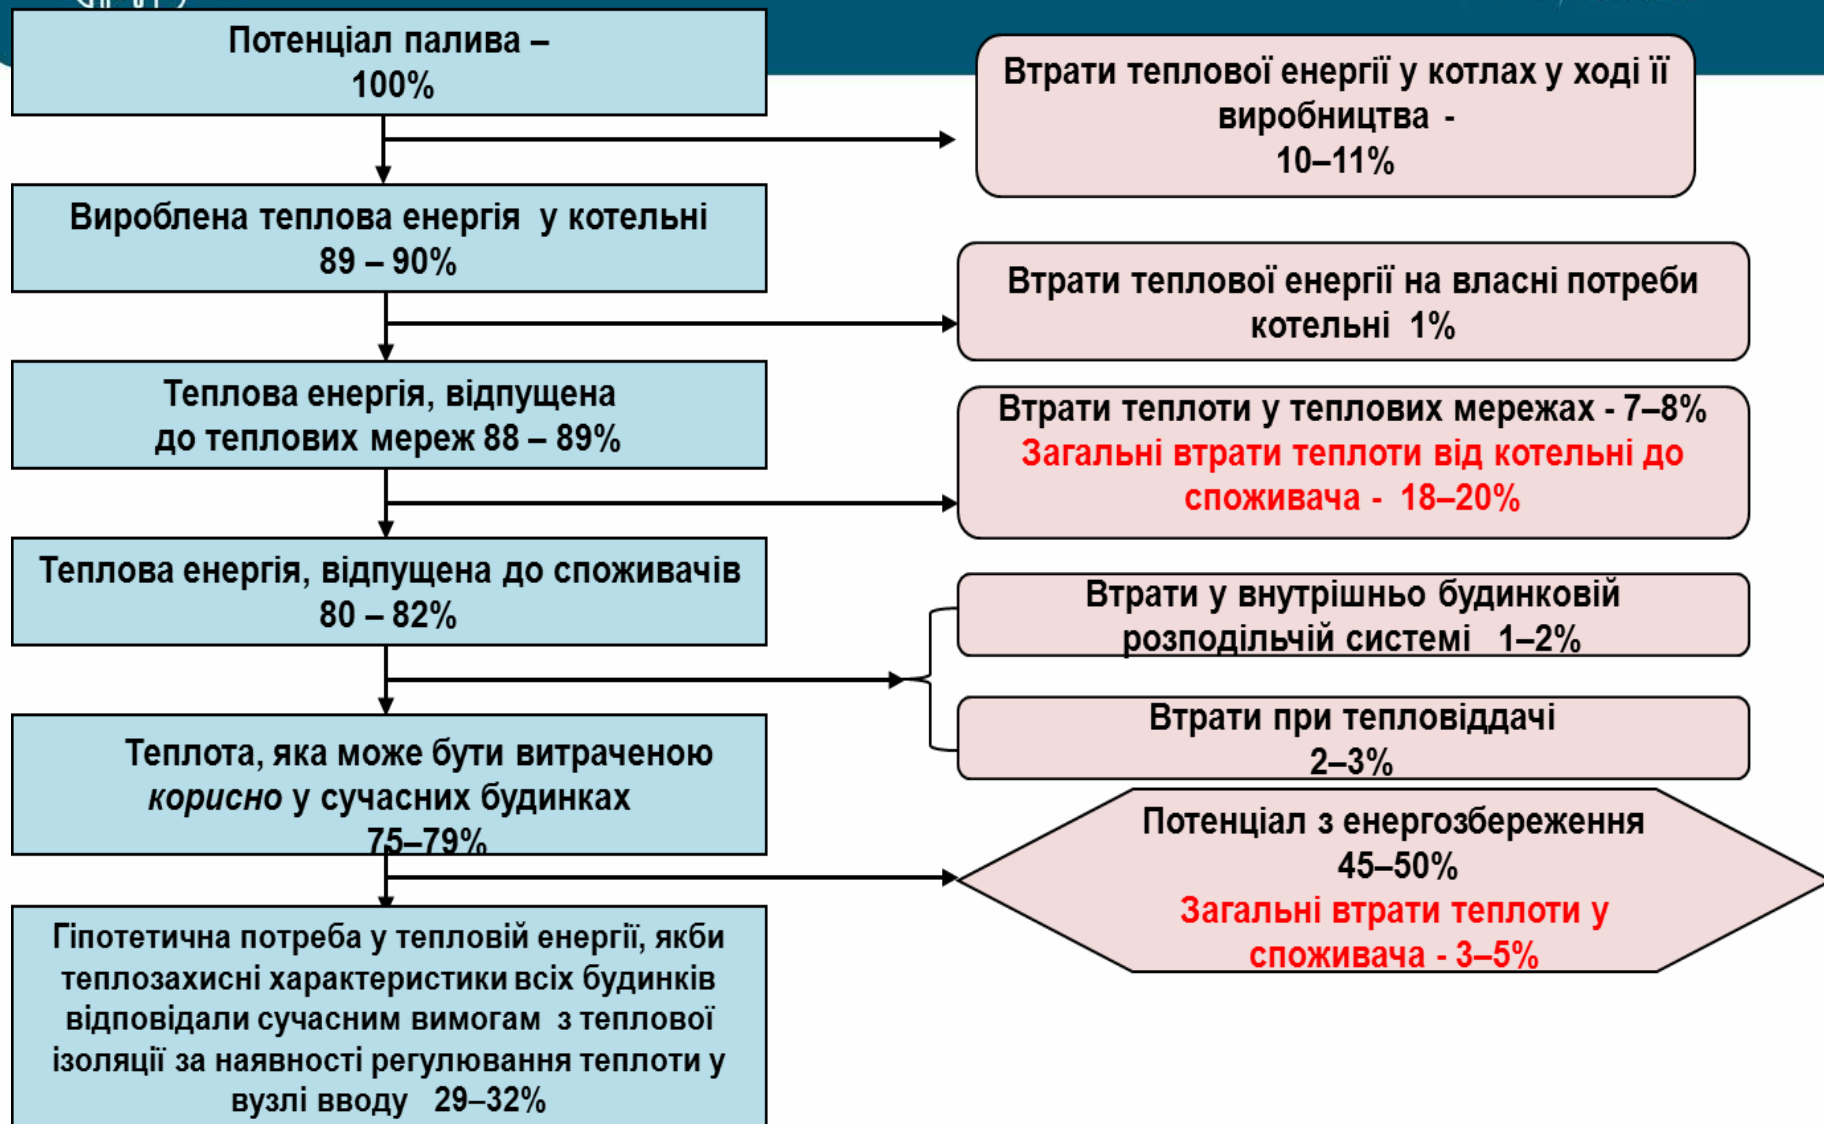 Потенціал палива –
100%
Втрати теплової енергії у котлах у ході її
виробництва -
10–11%
Вироблена теплова енергія у котельні
89 – 90%
Втрати теплової енергії на власні потреби
котельні 1%
Теплова енергія, відпущена
до теплових мереж 88 – 89%
Втрати теплоти у теплових мережах - 7–8%
Загальні втрати теплоти від котельні до
споживача - 18–20%
Теплова енергія, відпущена до споживачів
80 – 82%
Втрати у внутрішньо будинковій
розподільчій системі 1–2%
Втрати при тепловіддачі
2–3%
Теплота, яка може бути витраченою
корисно у сучасних будинках
75–79%
Потенціал з енергозбереження
45–50%
Загальні втрати теплоти у
споживача - 3–5%
Гіпотетична потреба у тепловій енергії, якби
теплозахисні характеристики всіх будинків
відповідали сучасним вимогам з теплової
ізоляції за наявності регулювання теплоти у
вузлі вводу 29–32%